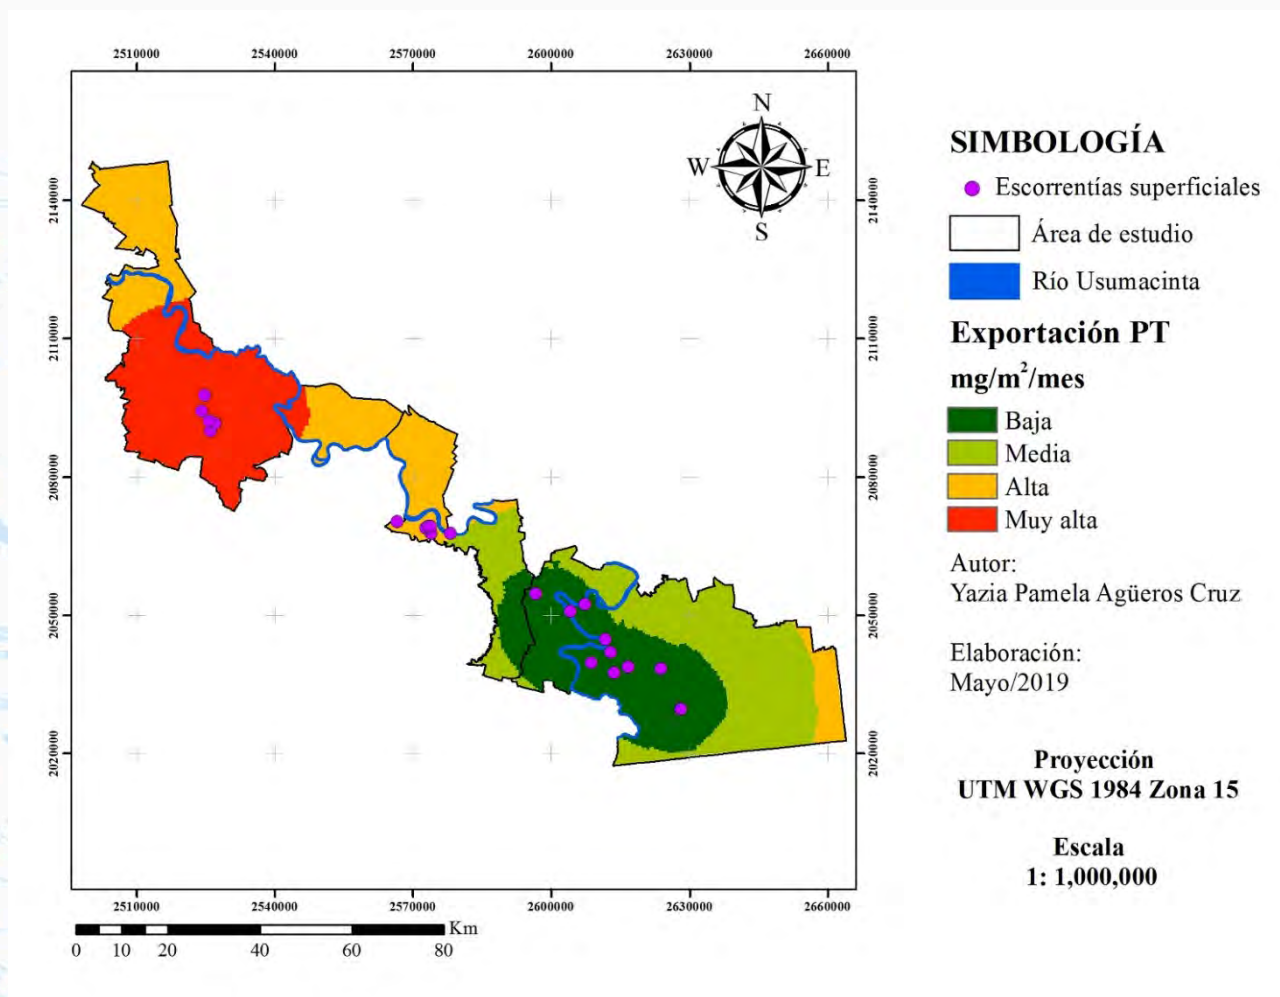 2510000 2540000 2570000 2600000 2630000 2660000
N
W E
S
2140000 2140000
2110000 2110000
2080000 2080000
2050000 2050000
2020000 2020000
2510000 2540000 2570000 2600000 2630000 2660000
0 10 20 40 60 80 Km
SIMBOLOGÍA
Escorrentías superficiales
Área de estudio
Río Usumacinta
Exportación PT
mg/m²/mes
Baja
Media
Alta
Muy alta
Autor:
Yazia Pamela Agüeros Cruz
Elaboración:
Mayo/2019
Proyección
UTM WGS 1984 Zona 15
Escala
1: 1,000,000